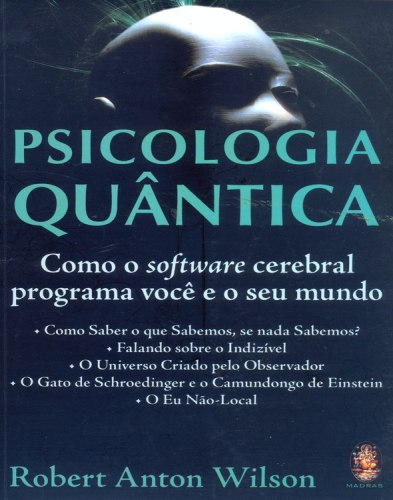 PSICOLOGIA
QUÂNTICA
Como o software cerebral
programa você e o seu mundo
✦ Como Saber o que Sabemos, se nada Sabemos?
✦ Falando sobre o Indizível
✦ O Universo Criado pelo Observador
✦ O Gato de Schroedinger e o Camundongo de Einstein
✦ O Eu Não-Local
Robert Anton Wilson
MADRAS